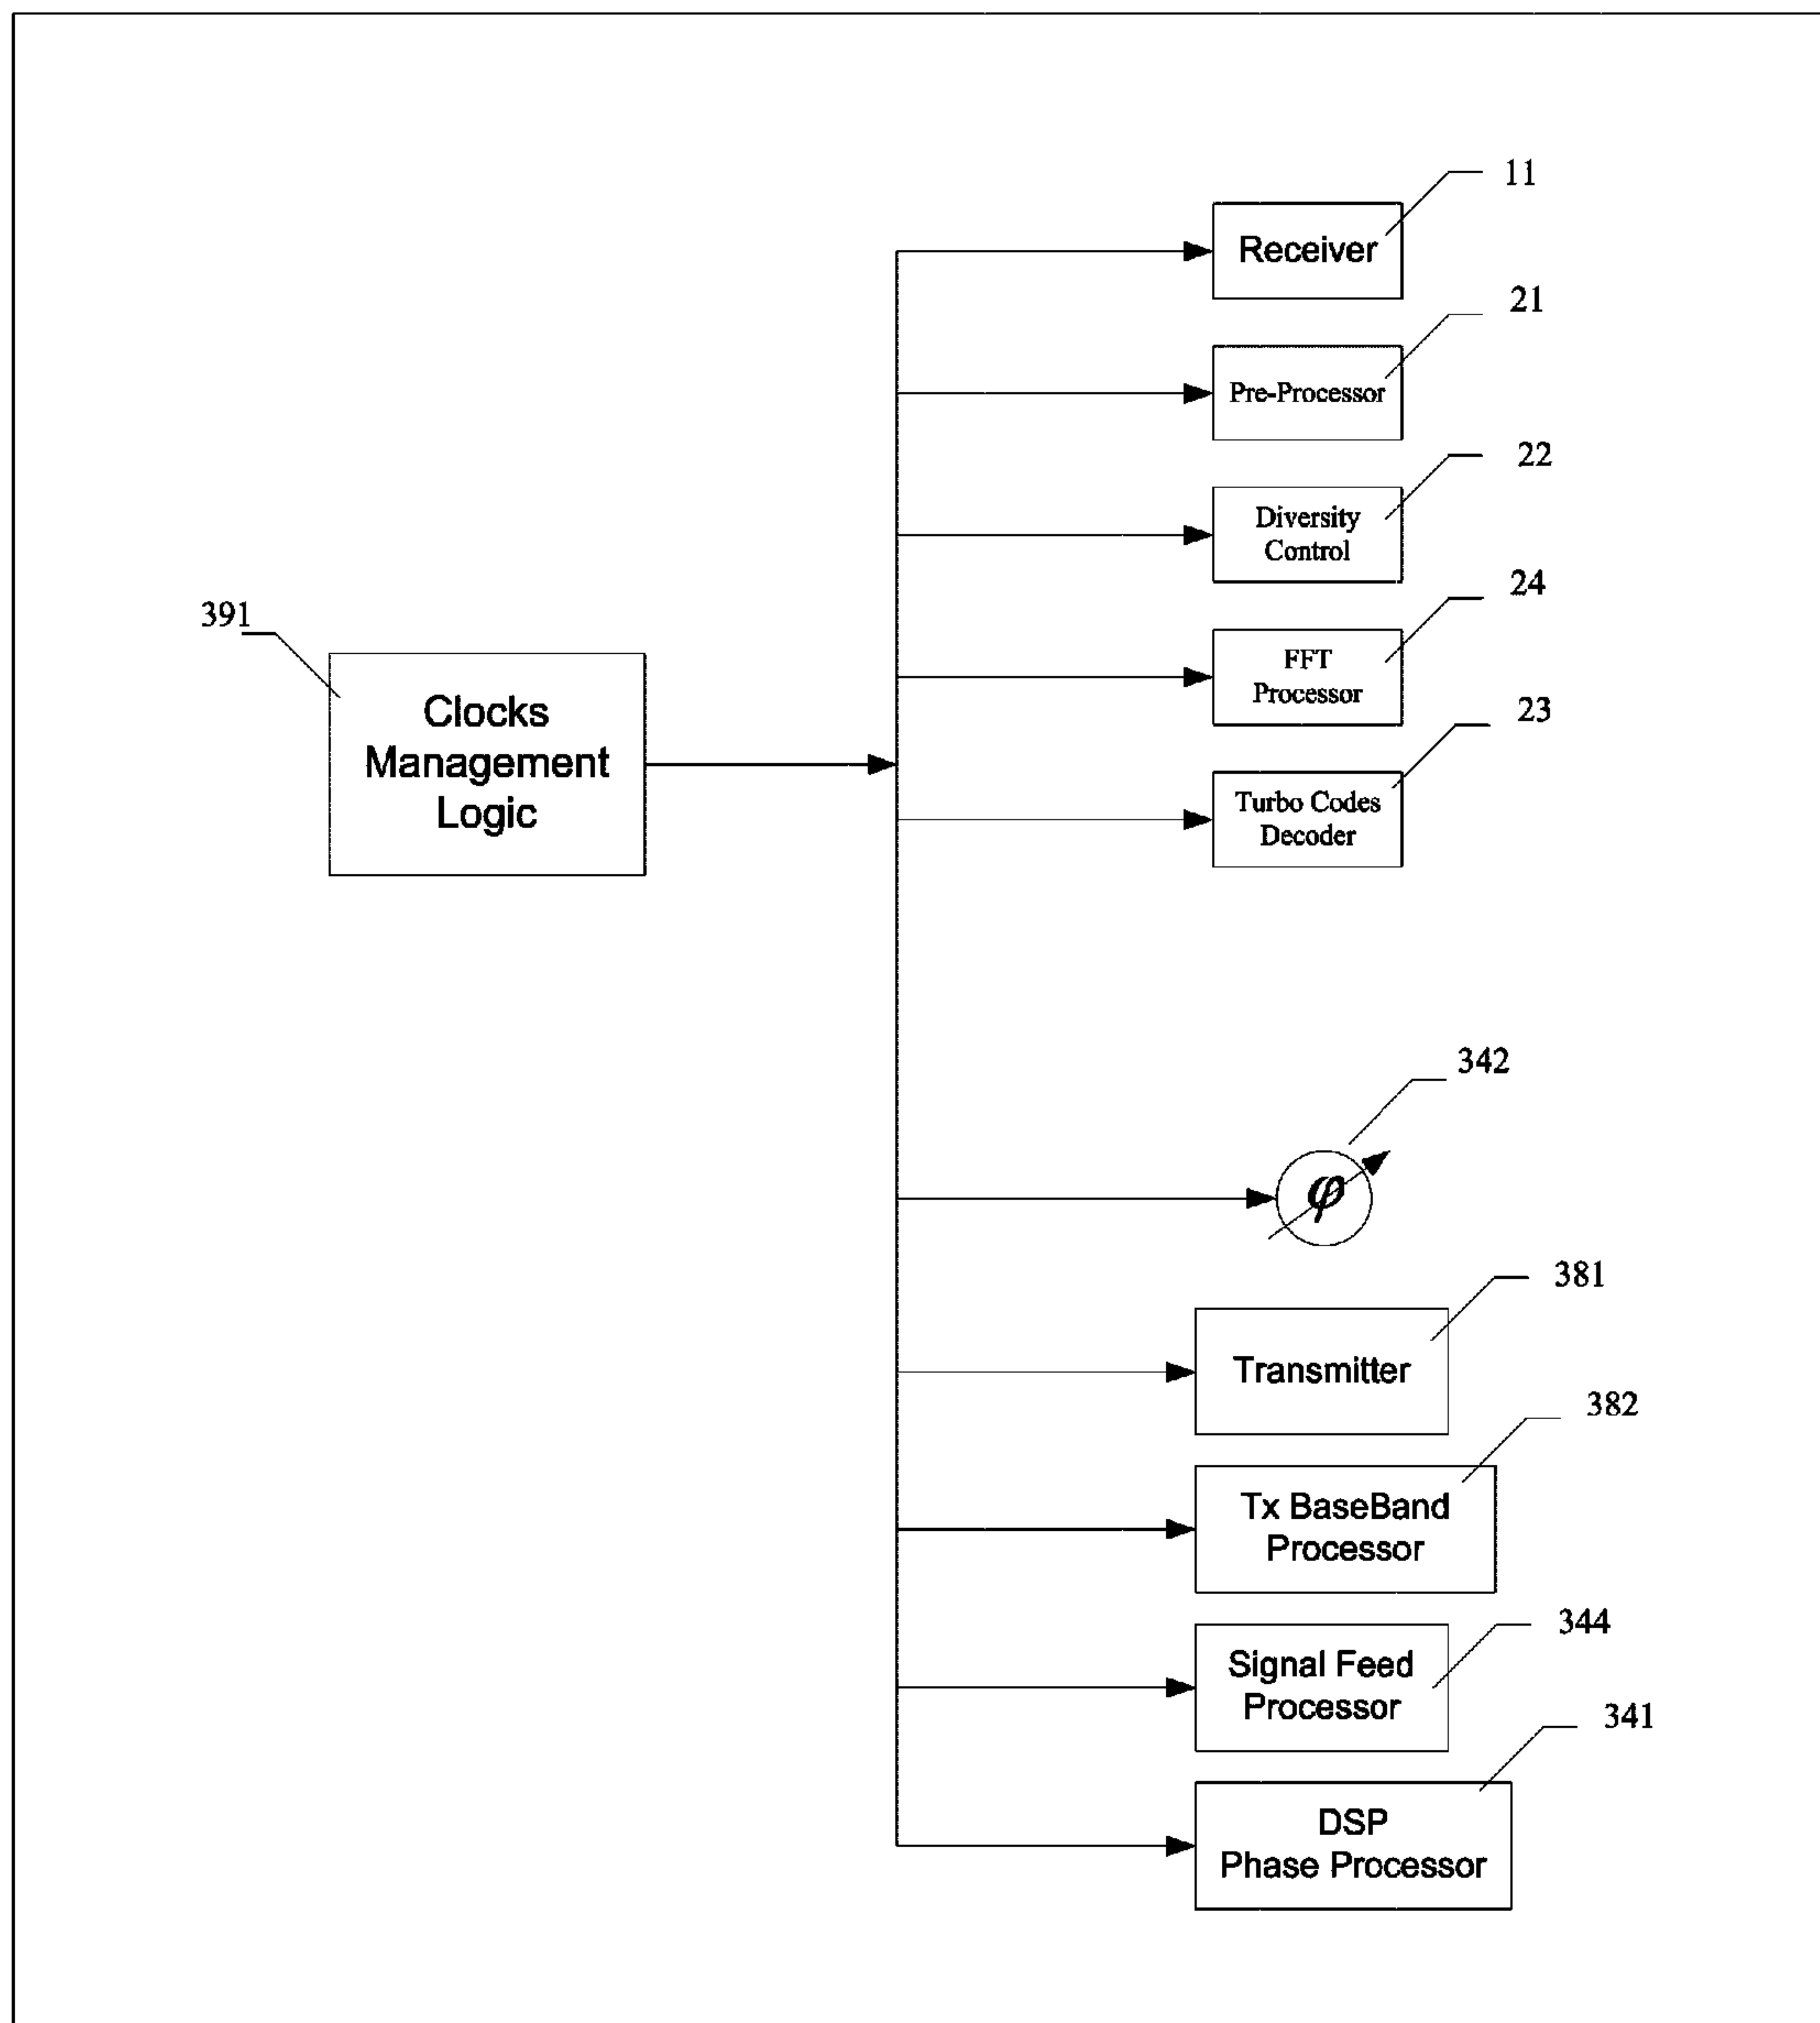 11
Receiver
21
Pre-Processor
22
Diversity
Control
24
FFT
Processor
23
Turbo Codes
Decoder
391
Clocks
Management
Logic
342
φ
381
Transmitter
382
Tx BaseBand
Processor
344
Signal Feed
Processor
341
DSP
Phase Processor